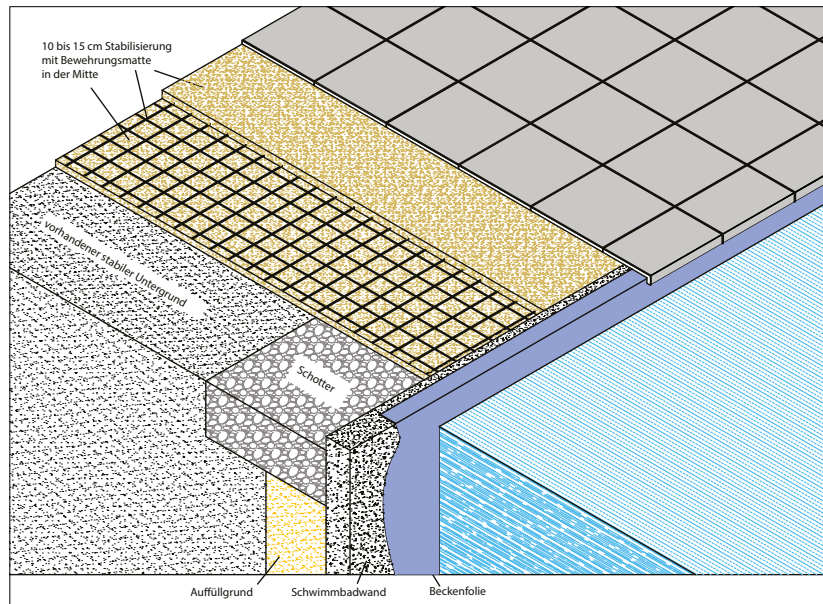 10 bis 15 cm Stabilisierung
mit Bewehrungsmatte
in der Mitte
vorhandener stabiler Untergrund
Schotter
Auffüllgrund
Schwimmbadwand
Beckenfolie